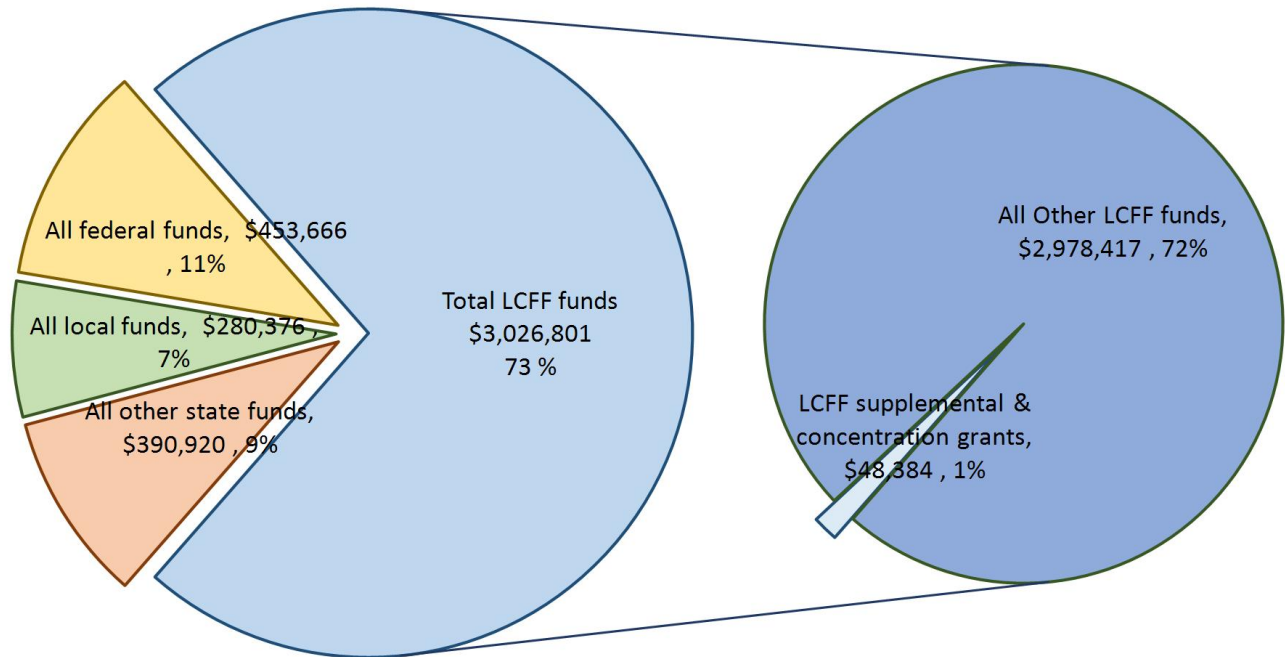 All federal funds, $453,666
, 11%
All local funds, $280,376 ,
7%
All other state funds,
$390,920 , 9%
Total LCFF funds
$3,026,801
73 %
All Other LCFF funds,
$2,978,417 , 72%
LCFF supplemental &
concentration grants,
$48,384 , 1%